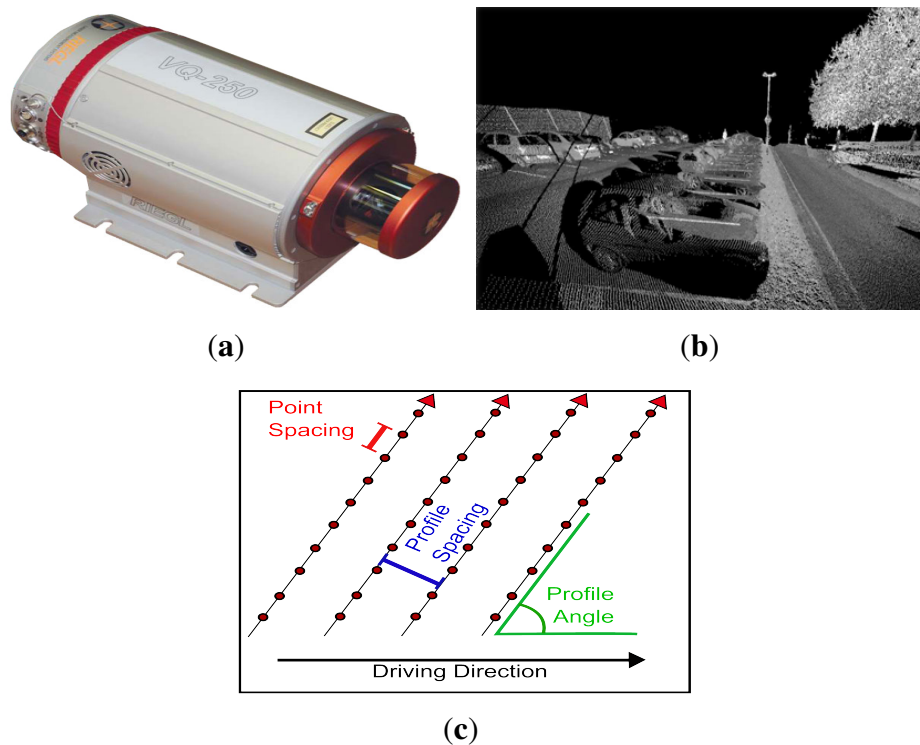 VQ-250
RIEGL
(a)
(b)
Point
Spacing
Profile
Spacing
Profile
Angle
Driving Direction
(c)